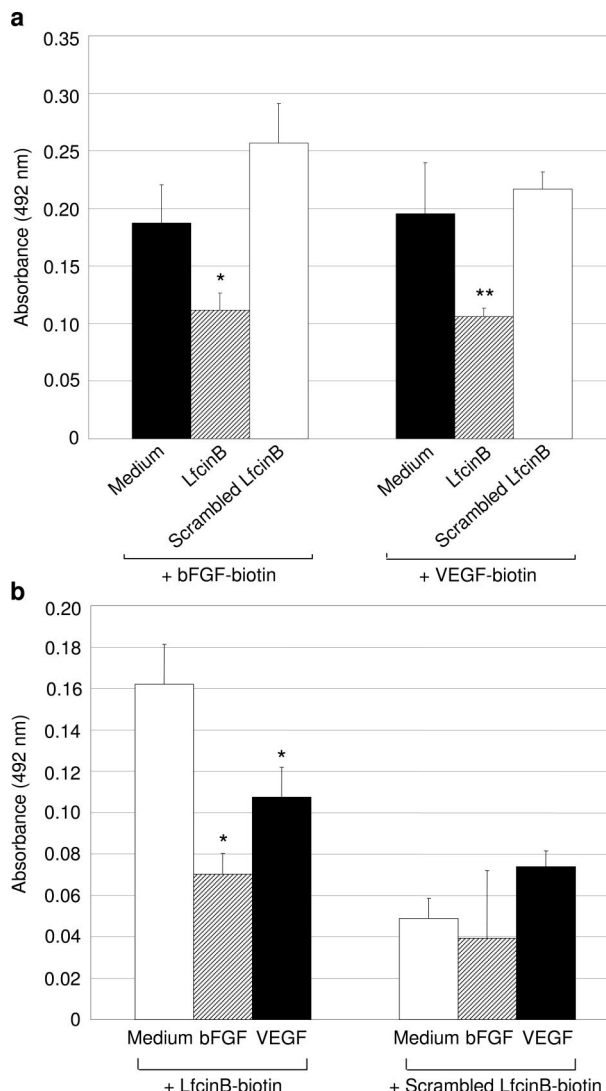 a
0.35
0.30
0.25
0.20
0.15
0.10
0.05
0
Absorbance (492 nm)
*
**
Medium
LfcinB
Scrambled LfcinB
Medium
LfcinB
Scrambled LfcinB
+ bFGF-biotin
+ VEGF-biotin
b
0.20
0.18
0.16
0.14
0.12
0.10
0.08
0.06
0.04
0.02
0
Absorbance (492 nm)
*
*
Medium bFGF VEGF
Medium bFGF VEGF
+ LfcinB-biotin
+ Scrambled LfcinB-biotin